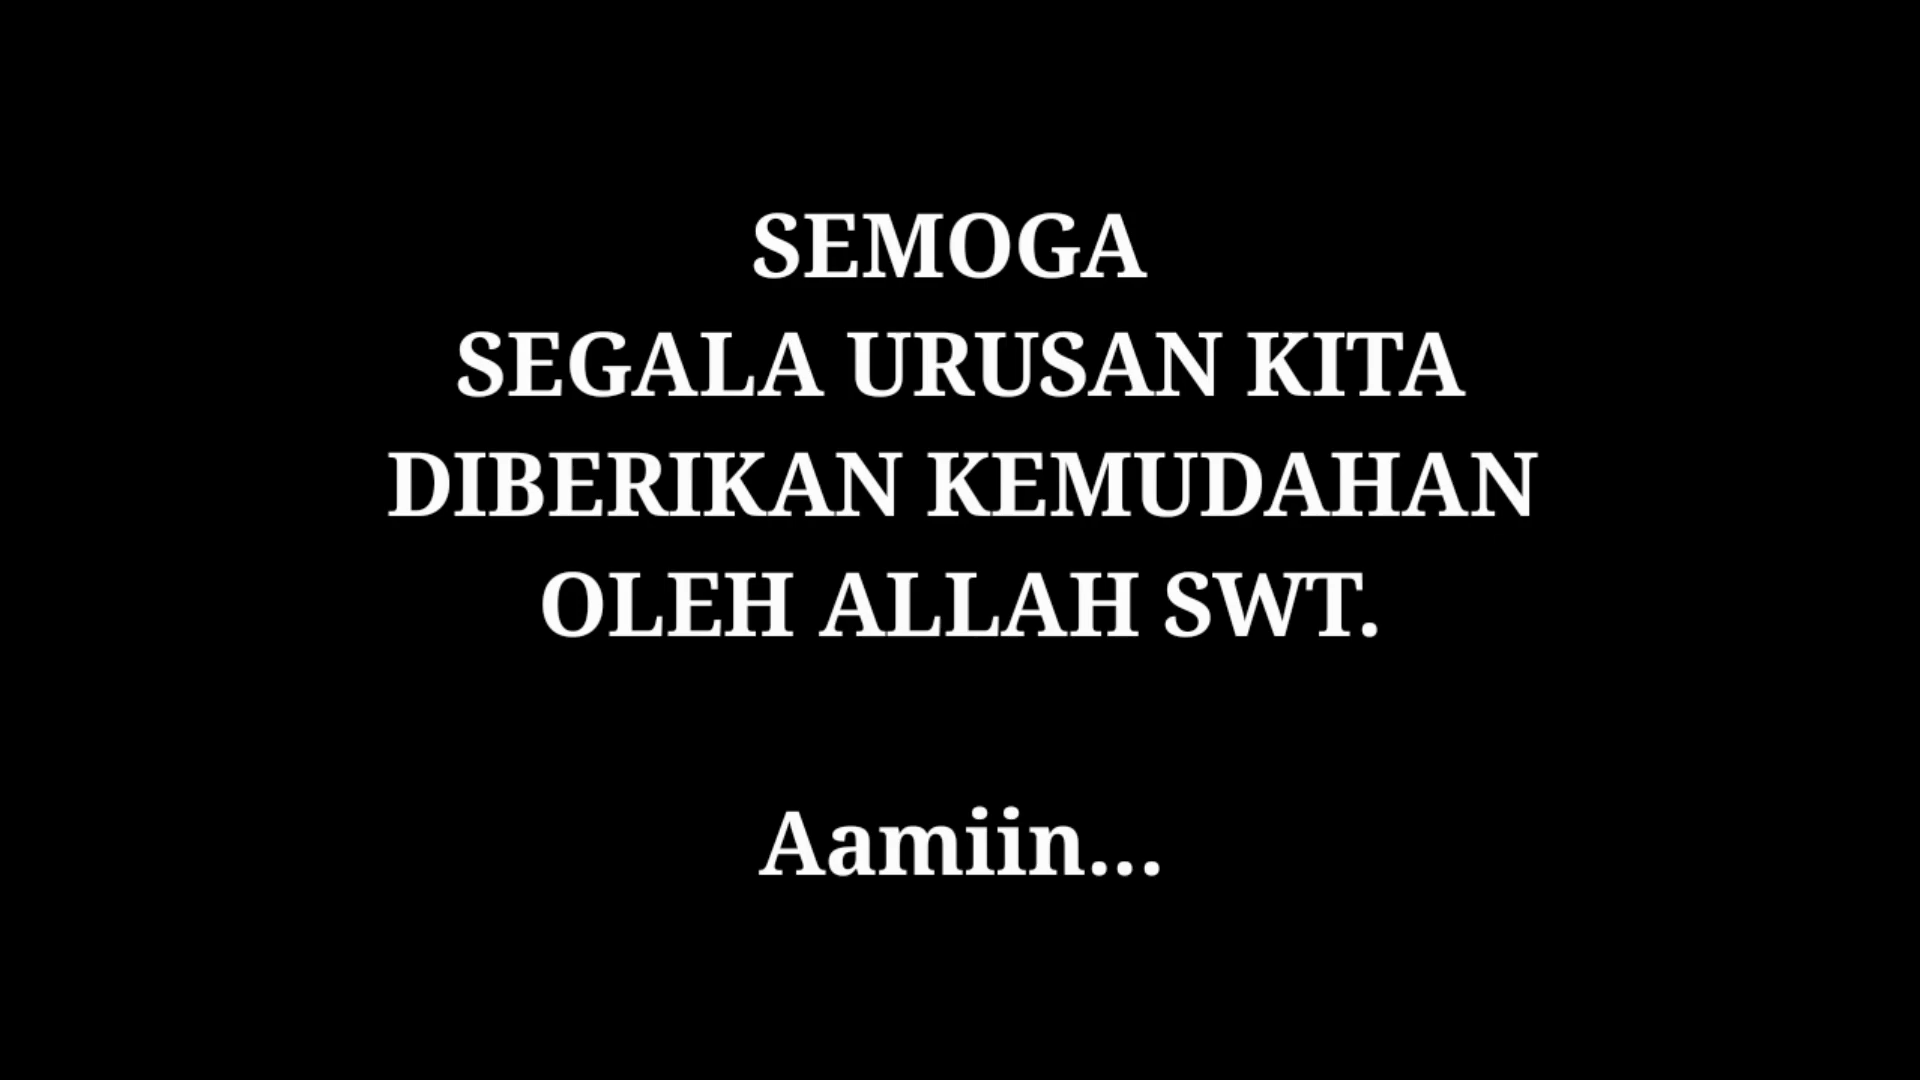 SEMOGA
SEGALA URUSAN KITA
DIBERIKAN KEMUDAHAN
OLEH ALLAH SWT.
Aamiin...